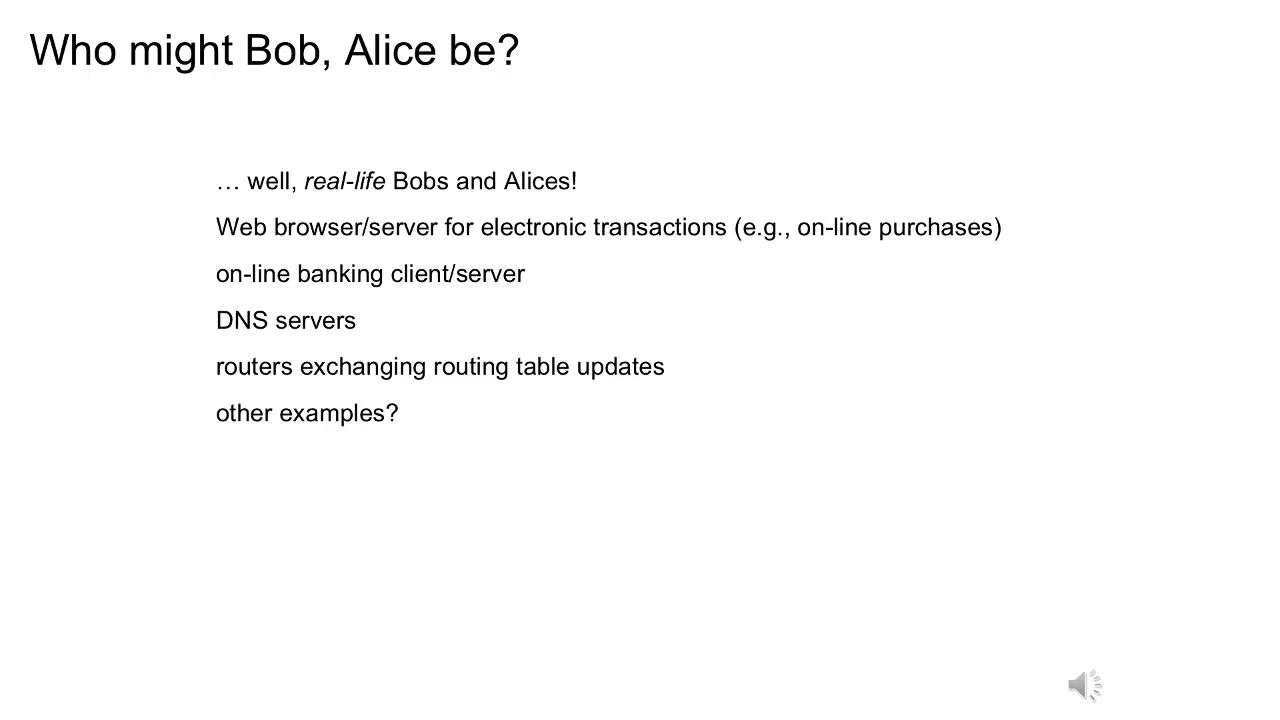 Who might Bob, Alice be?
… well, real-life Bobs and Alices!
Web browser/server for electronic transactions (e.g., on-line purchases)
on-line banking client/server
DNS servers
routers exchanging routing table updates
other examples?